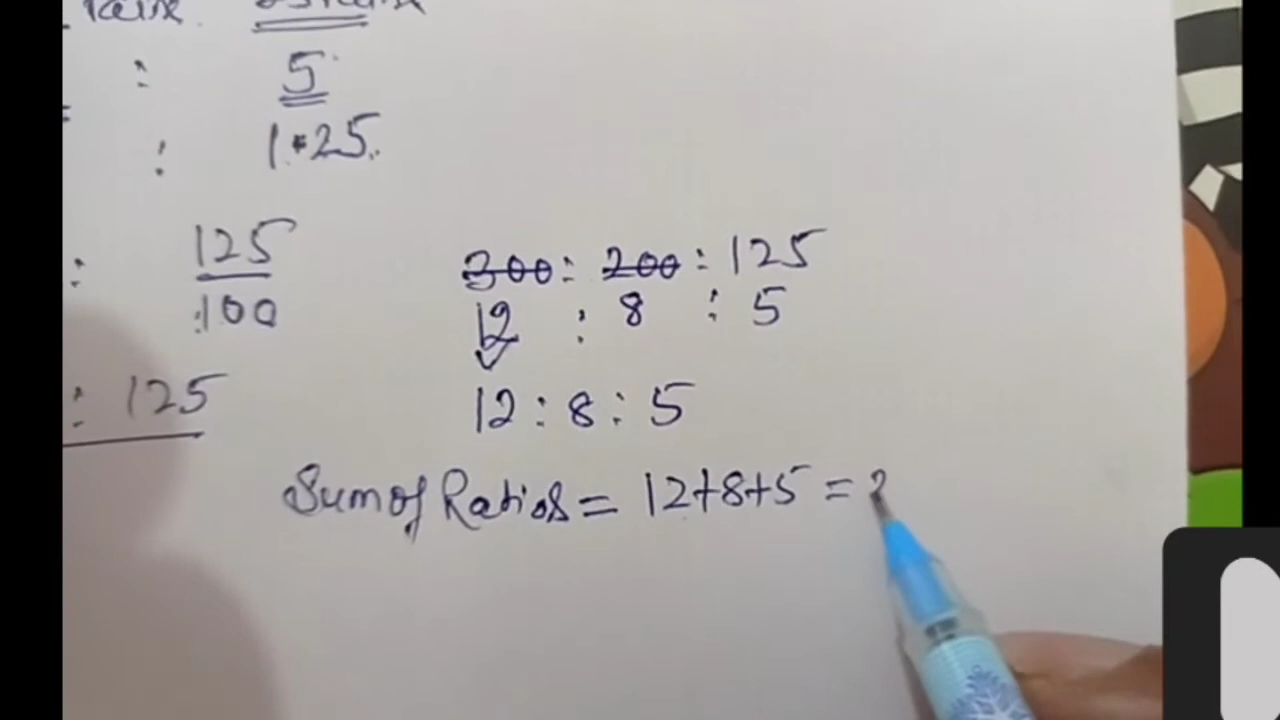 : 5
: 1.25
: 125
100
: 125
300 : 200 : 125
12 : 8 : 5
12 : 8 : 5
Sum of Ratios = 12+8+5 =